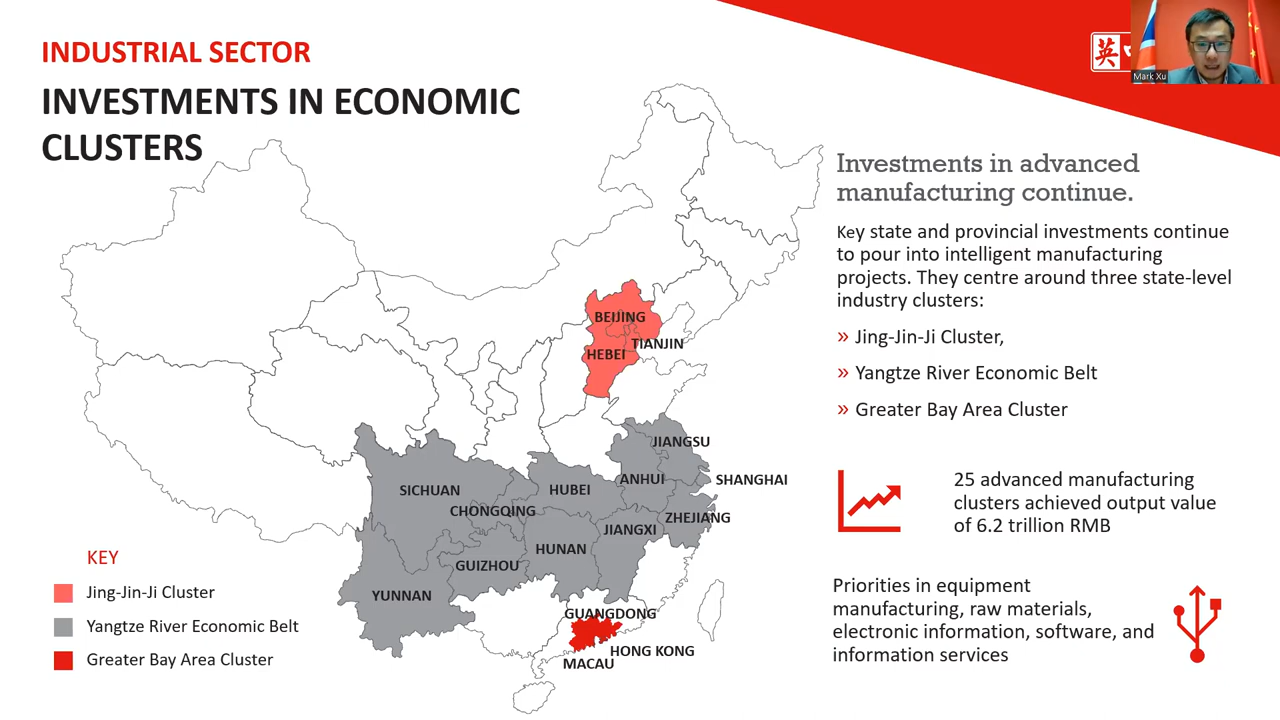 INDUSTRIAL SECTOR
INVESTMENTS IN ECONOMIC
CLUSTERS
英
Mark Xu
Investments in advanced
manufacturing continue.
Key state and provincial investments continue
to pour into intelligent manufacturing
projects. They centre around three state-level
industry clusters:
» Jing-Jin-Ji Cluster,
» Yangtze River Economic Belt
» Greater Bay Area Cluster
25 advanced manufacturing
clusters achieved output value
of 6.2 trillion RMB
Priorities in equipment
manufacturing, raw materials,
electronic information, software, and
information services
BEIJING
TIANJIN
HEBEI
JIANGSU
SHANGHAI
ANHUI
SICHUAN
HUBEI
CHONGQING
ZHEJIANG
JIANGXI
HUNAN
GUIZHOU
YUNNAN
GUANGDONG
HONG KONG
MACAU
KEY
Jing-Jin-Ji Cluster
Yangtze River Economic Belt
Greater Bay Area Cluster